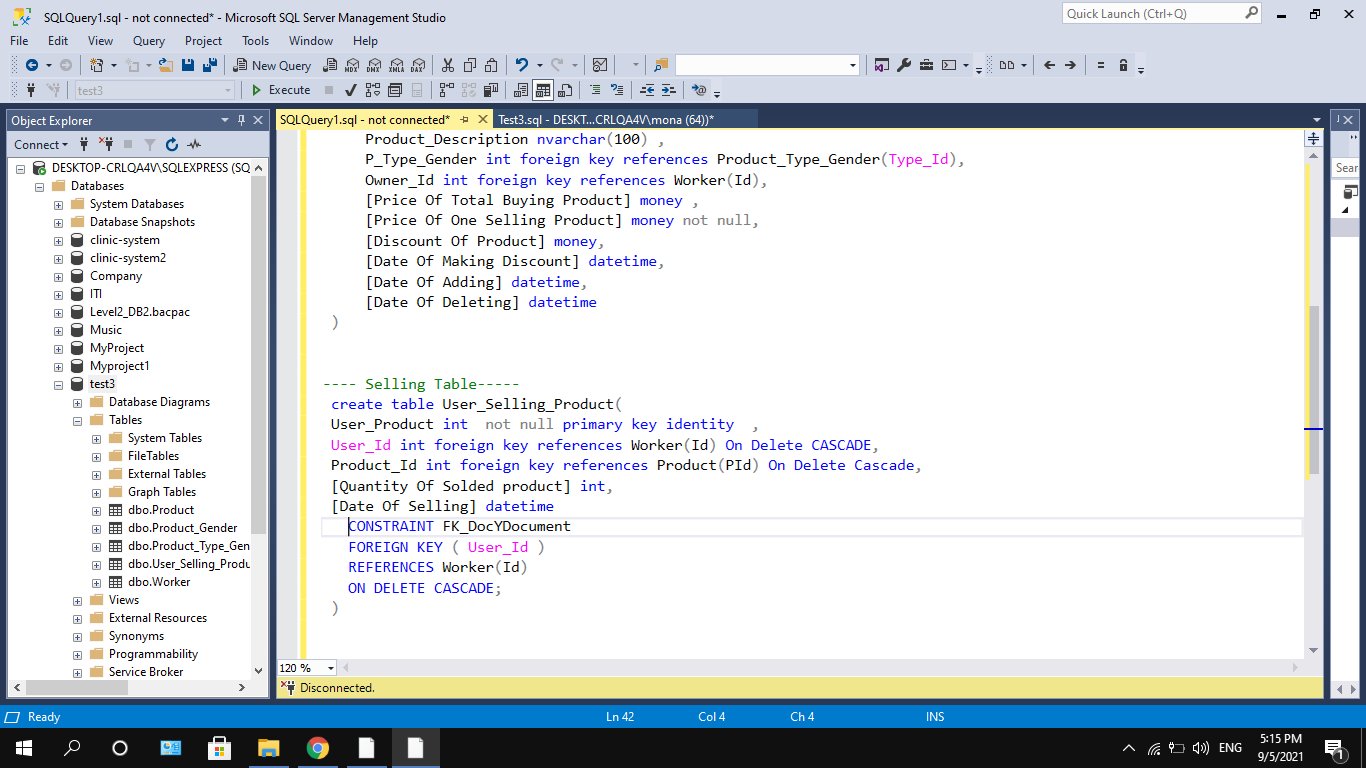 SQLQuery1.sql - not connected* - Microsoft SQL Server Management Studio
Quick Launch (Ctrl+Q)
File Edit View Query Project Tools Window Help
New Query
MDX DMX XMLA DAX
test3
Execute
Object Explorer
SQLQuery1.sql - not connected*
Test3.sql - DESKT...CRLQA4V\mona (64))*
Connect
Sear
DESKTOP-CRLQA4V\SQLEXPRESS (SQ
Databases
System Databases
Database Snapshots
clinic-system
clinic-system2
Company
ITI
Level2_DB2.bacpac
Music
MyProject
Myproject1
test3
Database Diagrams
Tables
System Tables
FileTables
External Tables
Graph Tables
dbo.Product
dbo.Product_Gender
dbo.Product_Type_Gen
dbo.User_Selling_Produ
dbo.Worker
Views
External Resources
Synonyms
Programmability
Service Broker
Product_Description nvarchar(100) ,
P_Type_Gender int foreign key references Product_Type_Gender(Type_Id),
Owner_Id int foreign key references Worker(Id),
[Price Of Total Buying Product] money ,
[Price Of One Selling Product] money not null,
[Discount Of Product] money,
[Date Of Making Discount] datetime,
[Date Of Adding] datetime,
[Date Of Deleting] datetime
)
---- Selling Table-----
create table User_Selling_Product(
User_Product int  not null primary key identity  ,
User_Id int foreign key references Worker(Id) On Delete CASCADE,
Product_Id int foreign key references Product(PId) On Delete Cascade,
[Quantity Of Solded product] int,
[Date Of Selling] datetime
CONSTRAINT FK_DocYDocument
FOREIGN KEY ( User_Id )
REFERENCES Worker(Id)
ON DELETE CASCADE;
)
120 %
Disconnected.
Ready
Ln 42
Col 4
Ch 4
INS
ENG
5:15 PM
9/5/2021
1